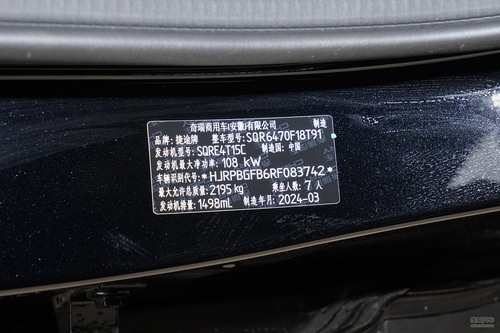 奇瑞商用车(安徽)有限公司 制造
品牌：捷途牌 整车型号：SQR6470F18T91
发动机型号：SQRE4T15C 制造国：中国
发动机最大净功率：108 kW
车辆识别代号：*HJRPBGFB6RF083742*
最大允许总质量：2195 kg 乘坐人数：7 人
发动机排量：1498mL 制造年月：2024-03